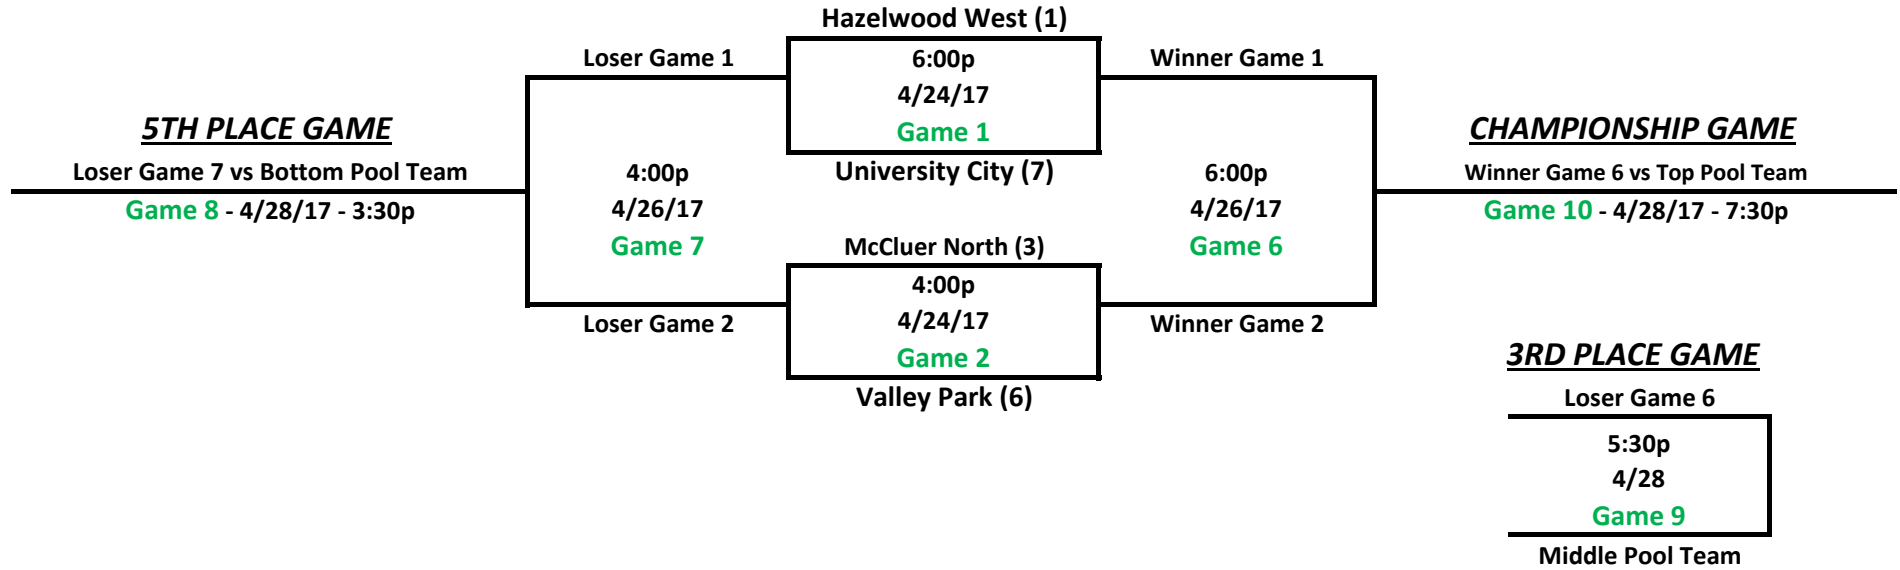 Hazelwood West (1)
Loser Game 1
6:00p
Winner Game 1
4/24/17
5TH PLACE GAME
Game 1
CHAMPIONSHIP GAME
Loser Game 7 vs Bottom Pool Team
4:00p
University City (7)
6:00p
Winner Game 6 vs Top Pool Team
Game 8 - 4/28/17 - 3:30p
4/26/17
4/26/17
Game 10 - 4/28/17 - 7:30p
Game 7
McCluer North (3)
Game 6
4:00p
Loser Game 2
4/24/17
Winner Game 2
Game 2
3RD PLACE GAME
Valley Park (6)
Loser Game 6
5:30p
4/28
Game 9
Middle Pool Team